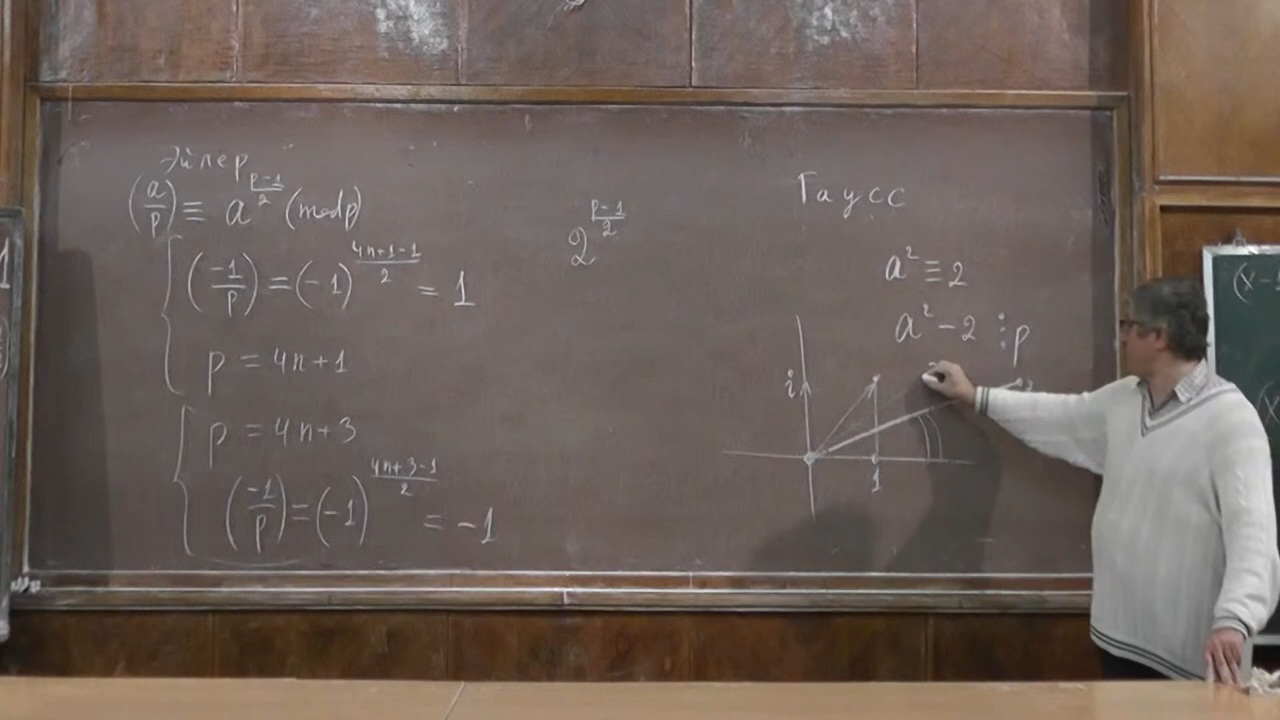 Эйлер
(a/p) ≡ a^((p-1)/2) (mod p)
(-1/p) = (-1)^((4n+1-1)/2) = 1
p = 4n+1
p = 4n+3
(-1/p) = (-1)^((4n+3-1)/2) = -1
2^((p-1)/2)
Гаусс
a² ≡ 2
a² - 2 ⋮ p
i
1